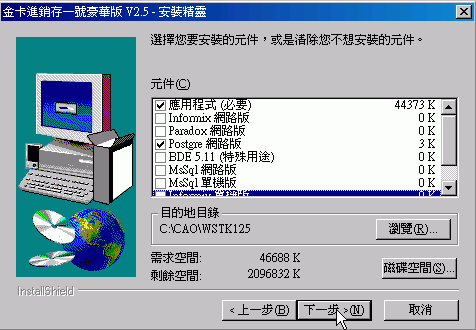 金卡進銷存一號豪華版 V2.5 - 安裝精靈
選擇您要安裝的元件，或是清除您不想安裝的元件。
元件(C)
應用程式 (必要) 44373 K
Informix 網路版 0 K
Paradox 網路版 0 K
Postgre 網路版 3 K
BDE 5.11 (特殊用途) 0 K
MsSql 網路版 0 K
MsSql 單機版 0 K
目的地目錄
C:\CAO\WSTK125
瀏覽(R)...
需求空間: 46688 K
剩餘空間: 2096832 K
磁碟空間(S)...
InstallShield
< 上一步(B)
下一步 >(N)
取消